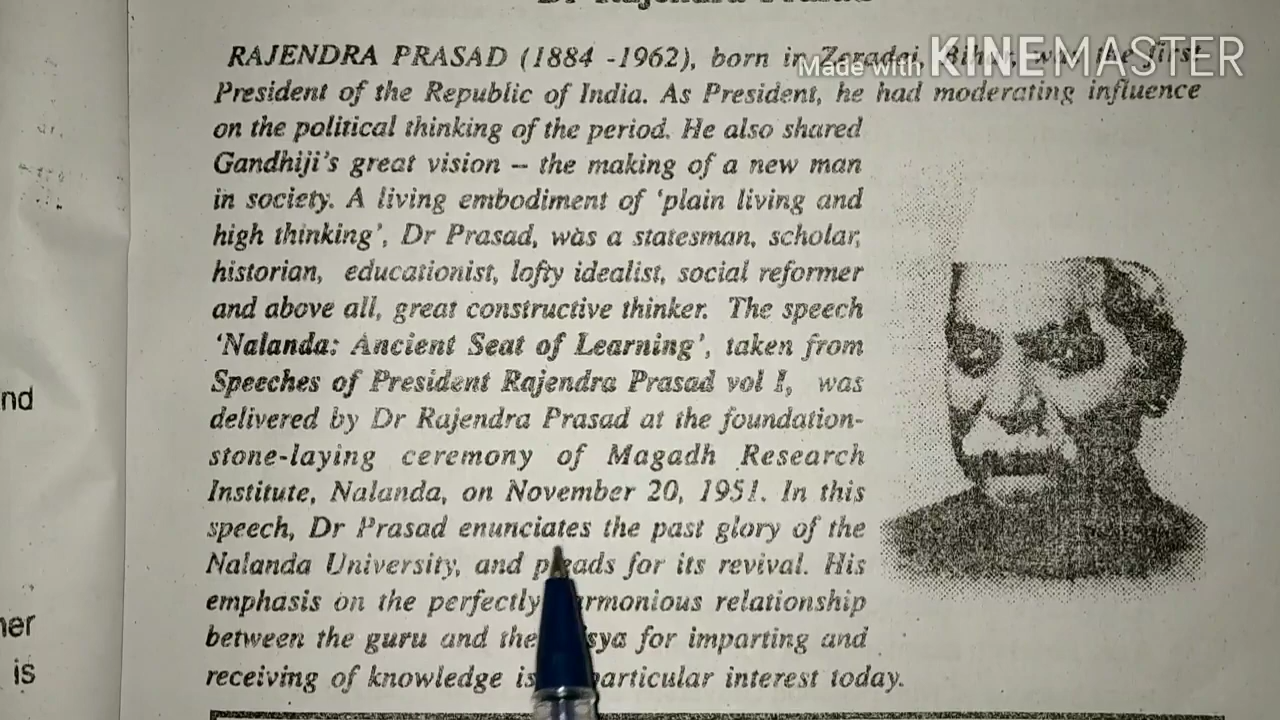 RAJENDRA PRASAD (1884 -1962), born in Zeradei, Bihar, was the first
Made with KINEMASTER
President of the Republic of India. As President, he had moderating influence
on the political thinking of the period. He also shared
Gandhiji's great vision – the making of a new man
in society. A living embodiment of 'plain living and
high thinking', Dr Prasad, was a statesman, scholar,
historian, educationist, lofty idealist, social reformer
and above all, great constructive thinker. The speech
'Nalanda: Ancient Seat of Learning', taken from
Speeches of President Rajendra Prasad vol I, was
delivered by Dr Rajendra Prasad at the foundation-
stone-laying ceremony of Magadh Research
Institute, Nalanda, on November 20, 1951. In this
speech, Dr Prasad enunciates the past glory of the
Nalanda University, and pleads for its revival. His
emphasis on the perfectly harmonious relationship
between the guru and the for imparting and
receiving of knowledge is particular interest today.
nd
her
is